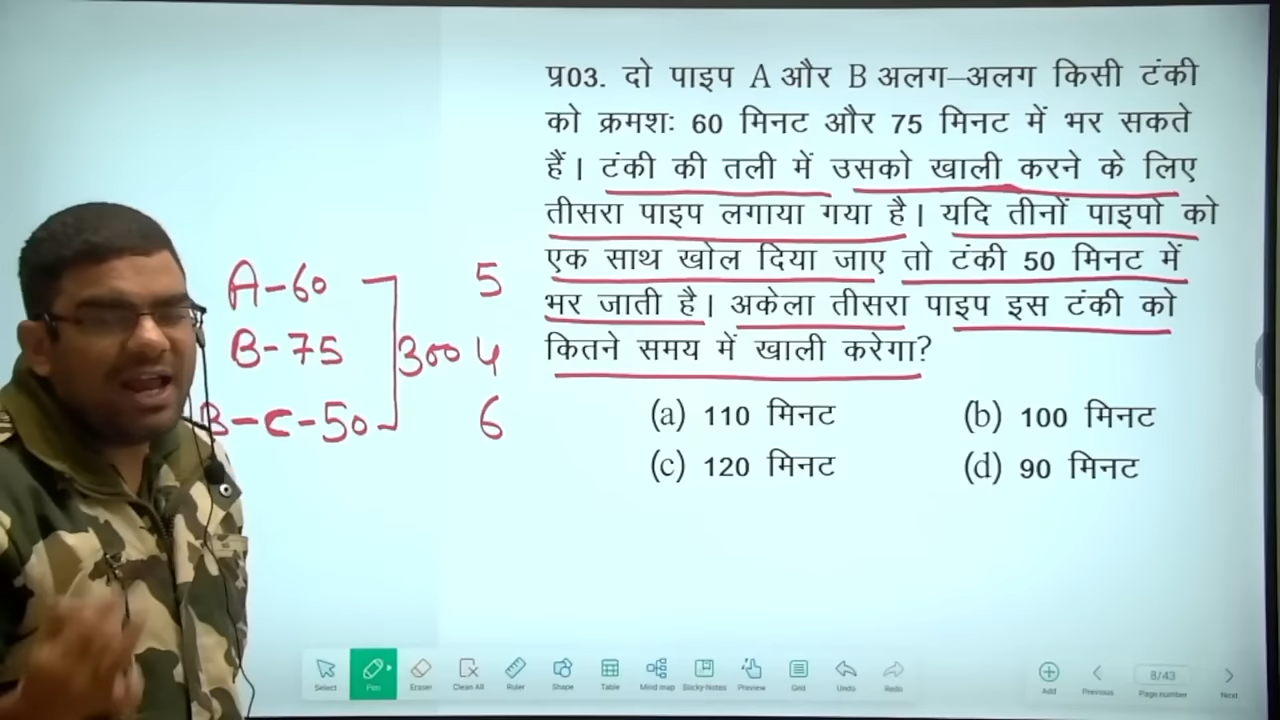 प्र03. दो पाइप A और B अलग–अलग किसी टंकी
को क्रमशः 60 मिनट और 75 मिनट में भर सकते
हैं। टंकी की तली में उसको खाली करने के लिए
तीसरा पाइप लगाया गया है। यदि तीनों पाइपो को
एक साथ खोल दिया जाए तो टंकी 50 मिनट में
भर जाती है। अकेला तीसरा पाइप इस टंकी को
कितने समय में खाली करेगा?
(a) 110 मिनट (b) 100 मिनट
(c) 120 मिनट (d) 90 मिनट
A-60 5
B-75 300 4
B-C-50 6
Select Pen Eraser Clean All Ruler Shape Table Mind map Sticky-Notes Preview Grid Undo Redo Add Previous 8/43 Page number Next